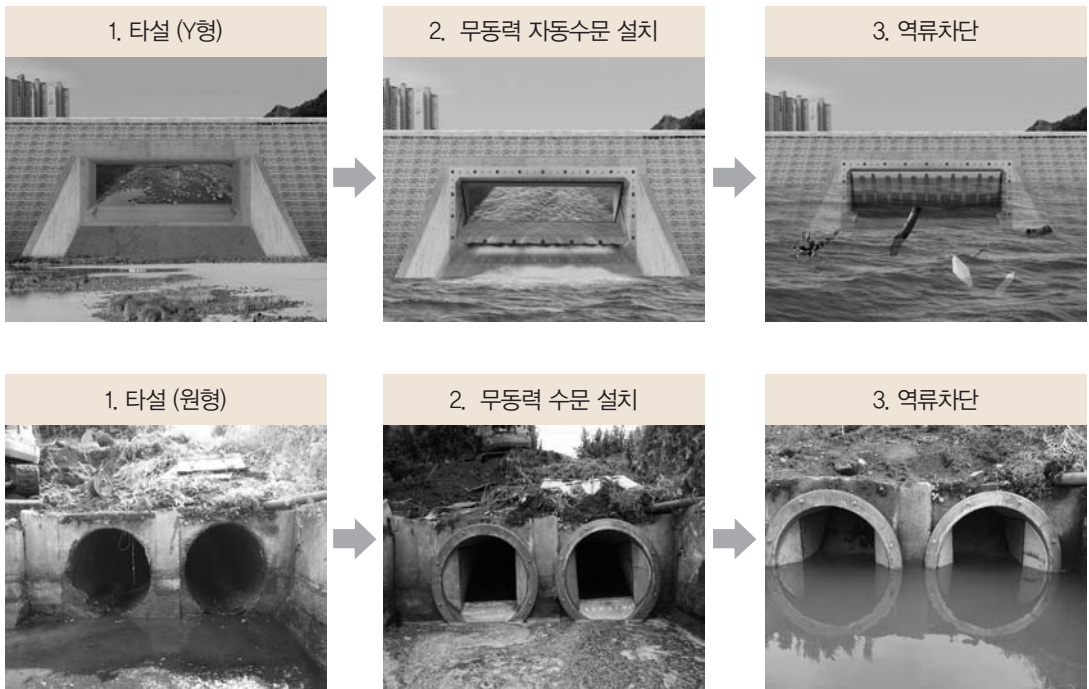 1. 타설 (Y형)
2. 무동력 자동수문 설치
3. 역류차단
1. 타설 (원형)
2. 무동력 수문 설치
3. 역류차단